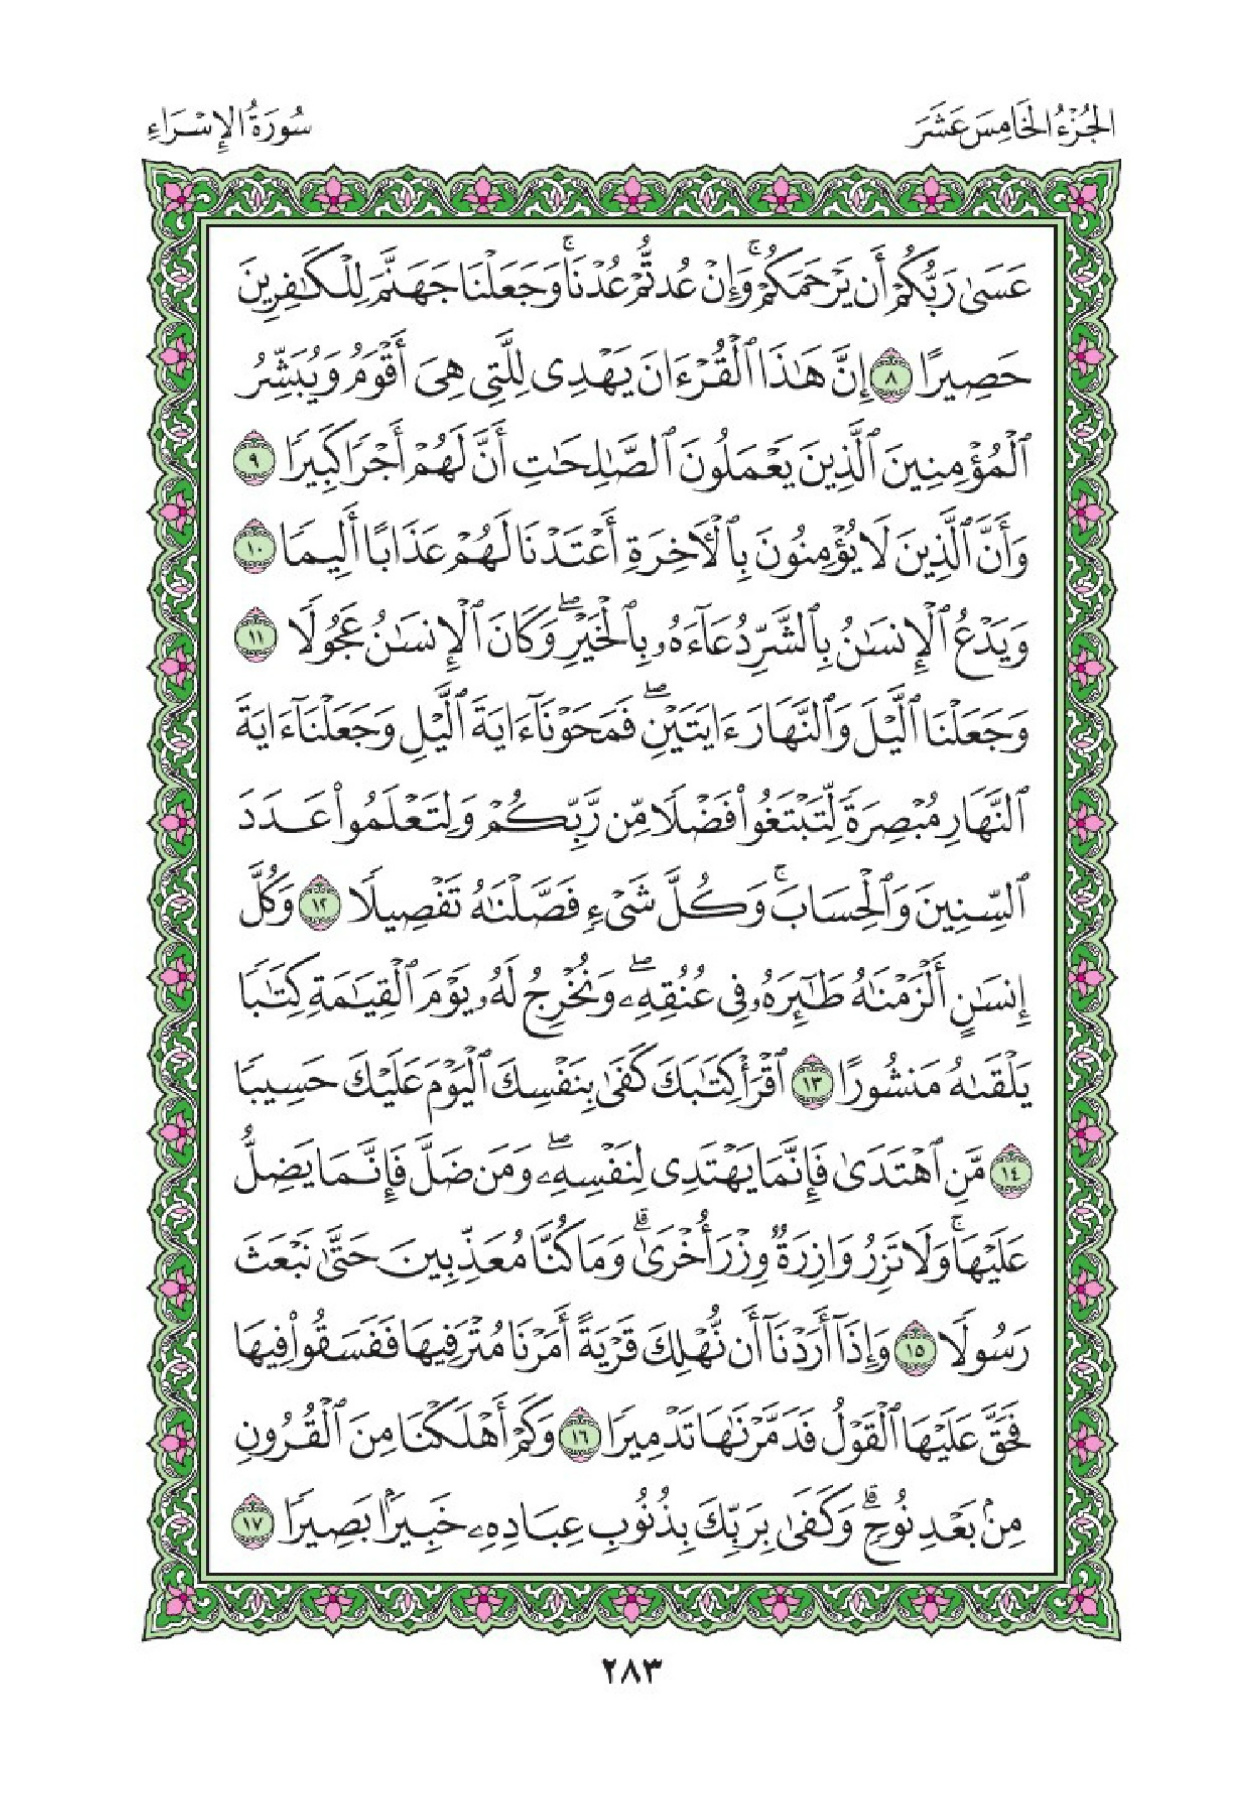 الجُزْءُ الخَامِسَ عَشَرَ
سُورَةُ الإِسْرَاءِ
عَسَىٰ رَبُّكُمْ أَن يَرْحَمَكُمْ ۚ وَإِنْ عُدتُّمْ عُدْنَا ۚ وَجَعَلْنَا جَهَنَّمَ لِلْكَٰفِرِينَ
حَصِيرًا ٨ إِنَّ هَٰذَا ٱلْقُرْءَانَ يَهْدِى لِلَّتِى هِىَ أَقْوَمُ وَيُبَشِّرُ
ٱلْمُؤْمِنِينَ ٱلَّذِينَ يَعْمَلُونَ ٱلصَّٰلِحَٰتِ أَنَّ لَهُمْ أَجْرًا كَبِيرًا ٩
وَأَنَّ ٱلَّذِينَ لَا يُؤْمِنُونَ بِٱلْأَخِرَةِ أَعْتَدْنَا لَهُمْ عَذَابًا أَلِيمًا ١٠
وَيَدْعُ ٱلْإِنسَٰنُ بِٱلشَّرِّ دُعَآءَهُۥ بِٱلْخَيْرِ ۖ وَكَانَ ٱلْإِنسَٰنُ عَجُولًا ١١
وَجَعَلْنَا ٱلَّيْلَ وَٱلنَّهَارَ ءَايَتَيْنِ ۖ فَمَحَوْنَآ ءَايَةَ ٱلَّيْلِ وَجَعَلْنَآ ءَايَةَ
ٱلنَّهَارِ مُبْصِرَةً لِّتَبْتَغُوا۟ فَضْلًا مِّن رَّبِّكُمْ وَلِتَعْلَمُوا۟ عَدَدَ
ٱلسِّنِينَ وَٱلْحِسَابَ ۚ وَكُلَّ شَىْءٍ فَصَّلْنَٰهُ تَفْصِيلًا ١٢ وَكُلَّ
إِنسَٰنٍ أَلْزَمْنَٰهُ طَٰٓئِرَهُۥ فِى عُنُقِهِۦ ۖ وَنُخْرِجُ لَهُۥ يَوْمَ ٱلْقِيَٰمَةِ كِتَٰبًا
يَلْقَىٰهُ مَنشُورًا ١٣ ٱقْرَأْ كِتَٰبَكَ كَفَىٰ بِنَفْسِكَ ٱلْيَوْمَ عَلَيْكَ حَسِيبًا
١٤ مَّنِ ٱهْتَدَىٰ فَإِنَّمَا يَهْتَدِى لِنَفْسِهِۦ ۖ وَمَن ضَلَّ فَإِنَّمَا يَضِلُّ
عَلَيْهَا ۚ وَلَا تَزِرُ وَازِرَةٌ وِزْرَ أُخْرَىٰ ۗ وَمَا كُنَّا مُعَذِّبِينَ حَتَّىٰ نَبْعَثَ
رَسُولًا ١٥ وَإِذَآ أَرَدْنَآ أَن نُّهْلِكَ قَرْيَةً أَمَرْنَا مُتْرَفِيهَا فَفَسَقُوا۟ فِيهَا
فَحَقَّ عَلَيْهَا ٱلْقَوْلُ فَدَمَّرْنَٰهَا تَدْمِيرًا ١٦ وَكَمْ أَهْلَكْنَا مِنَ ٱلْقُرُونِ
مِنۢ بَعْدِ نُوحٍ ۗ وَكَفَىٰ بِرَبِّكَ بِذُنُوبِ عِبَادِهِۦ خَبِيرًۢا بَصِيرًا ١٧
٢٨٣